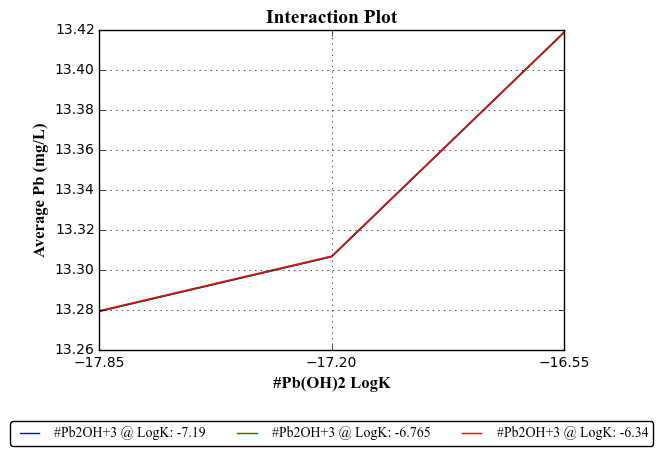 Interaction Plot
13.42
13.40
13.38
13.36
13.34
13.32
13.30
13.28
13.26
Average Pb (mg/L)
−17.85
−17.20
−16.55
#Pb(OH)2 LogK
#Pb2OH+3 @ LogK: -7.19
#Pb2OH+3 @ LogK: -6.765
#Pb2OH+3 @ LogK: -6.34